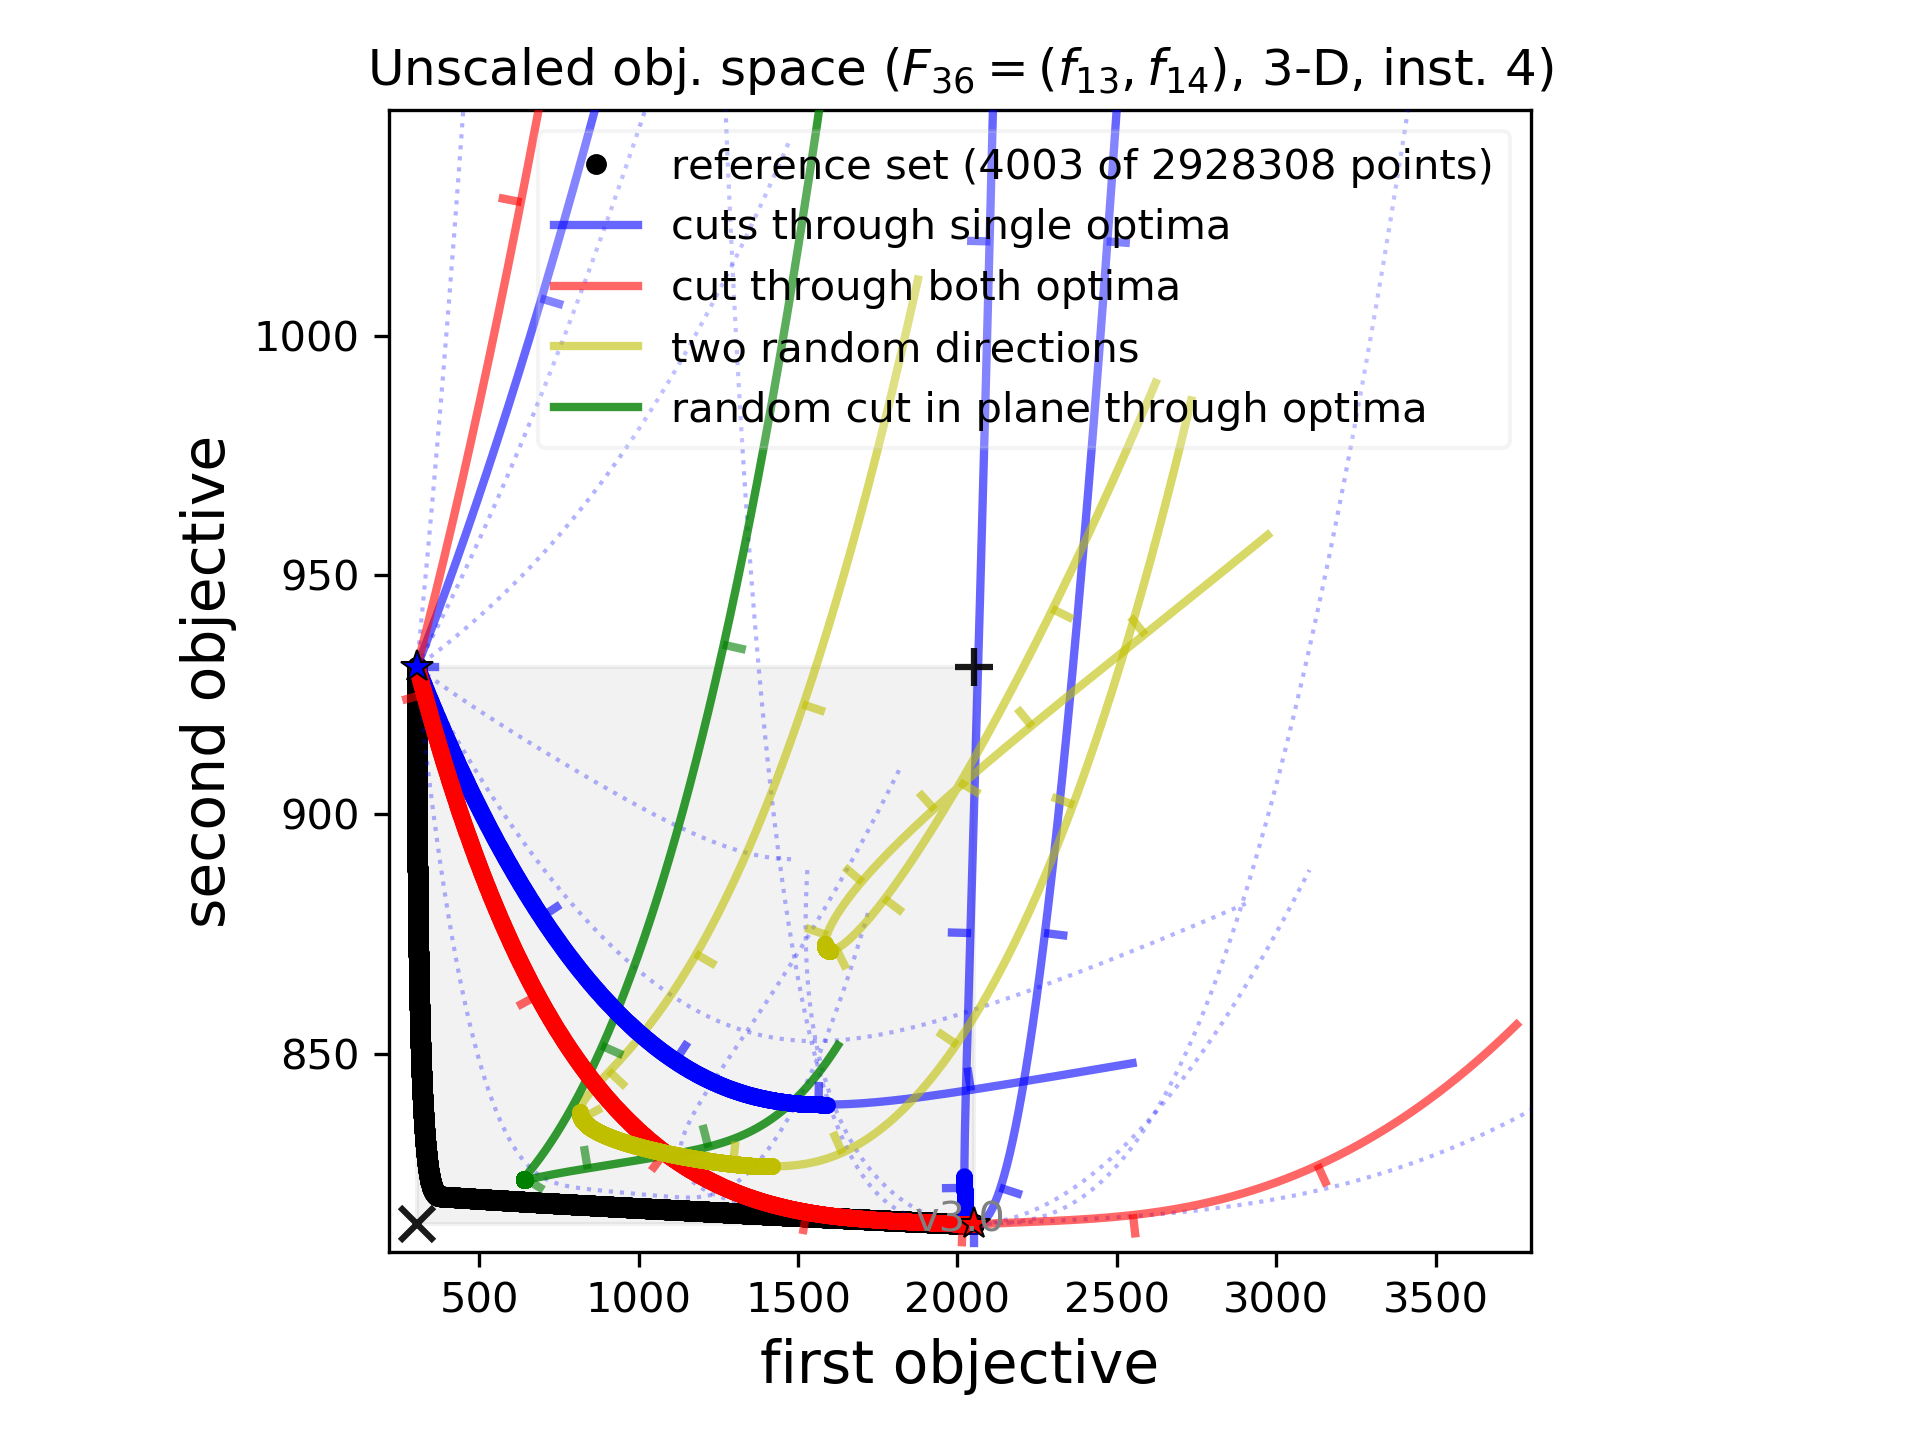 Unscaled obj. space (F36 = (f13, f14), 3-D, inst. 4)
reference set (4003 of 2928308 points)
cuts through single optima
cut through both optima
two random directions
random cut in plane through optima
second objective
1000
950
900
850
v3.0
500 1000 1500 2000 2500 3000 3500
first objective